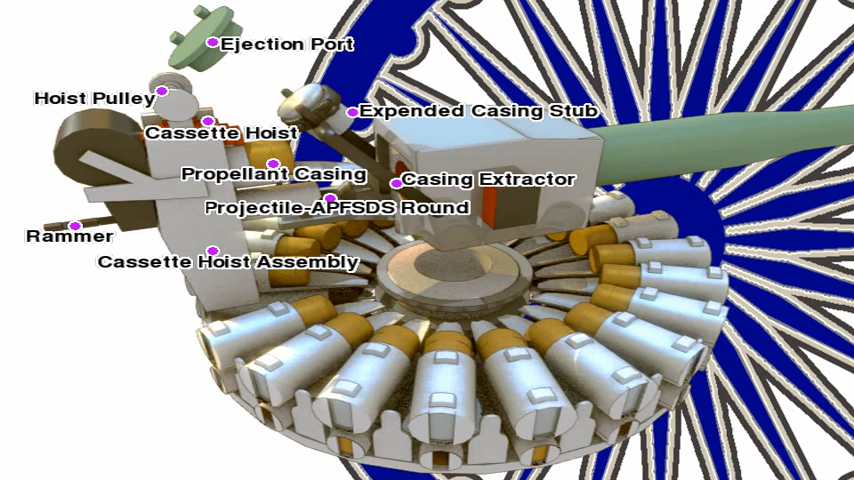 Ejection Port
Hoist Pulley
Expended Casing Stub
Cassette Hoist
Propellant Casing
Casing Extractor
Projectile-APFSDS Round
Rammer
Cassette Hoist Assembly